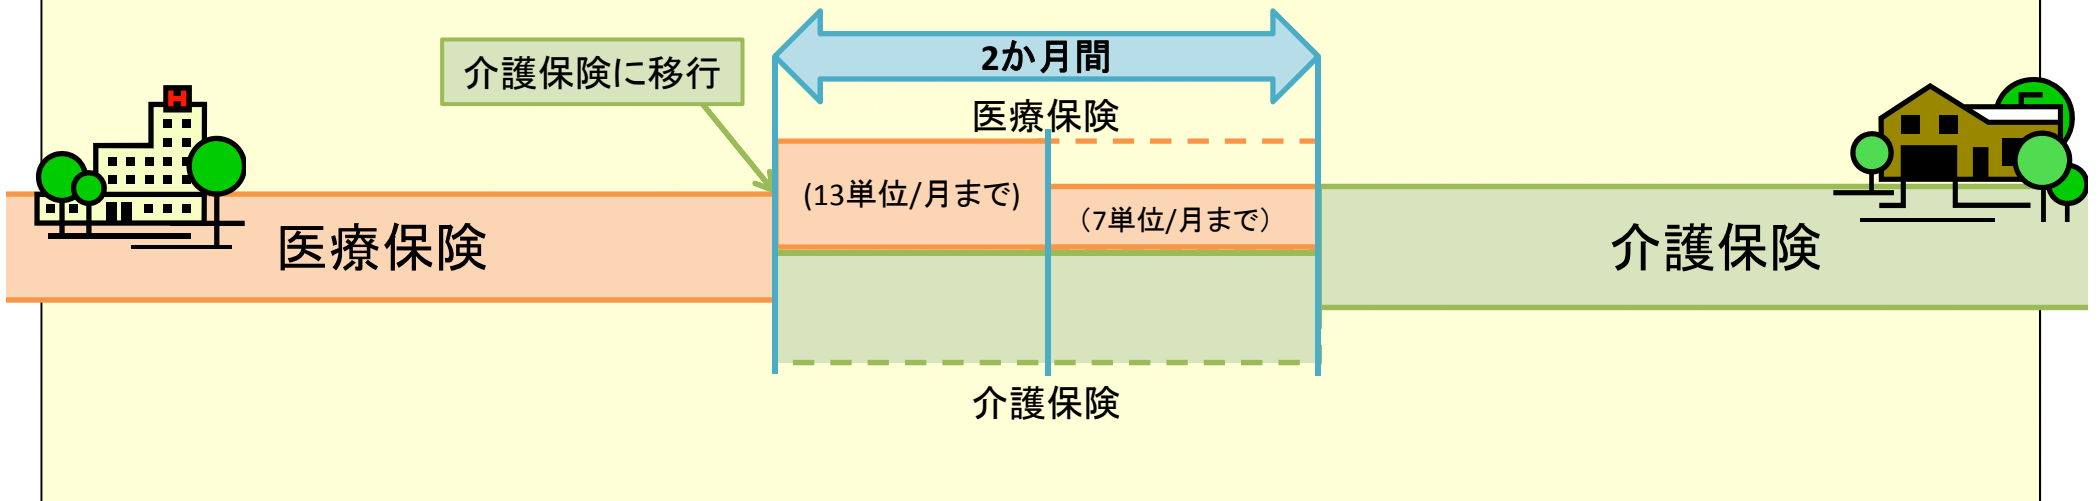 2か月間
介護保険に移行
H
医療保険
(13単位/月まで)
（7単位/月まで）
医療保険
介護保険
介護保険